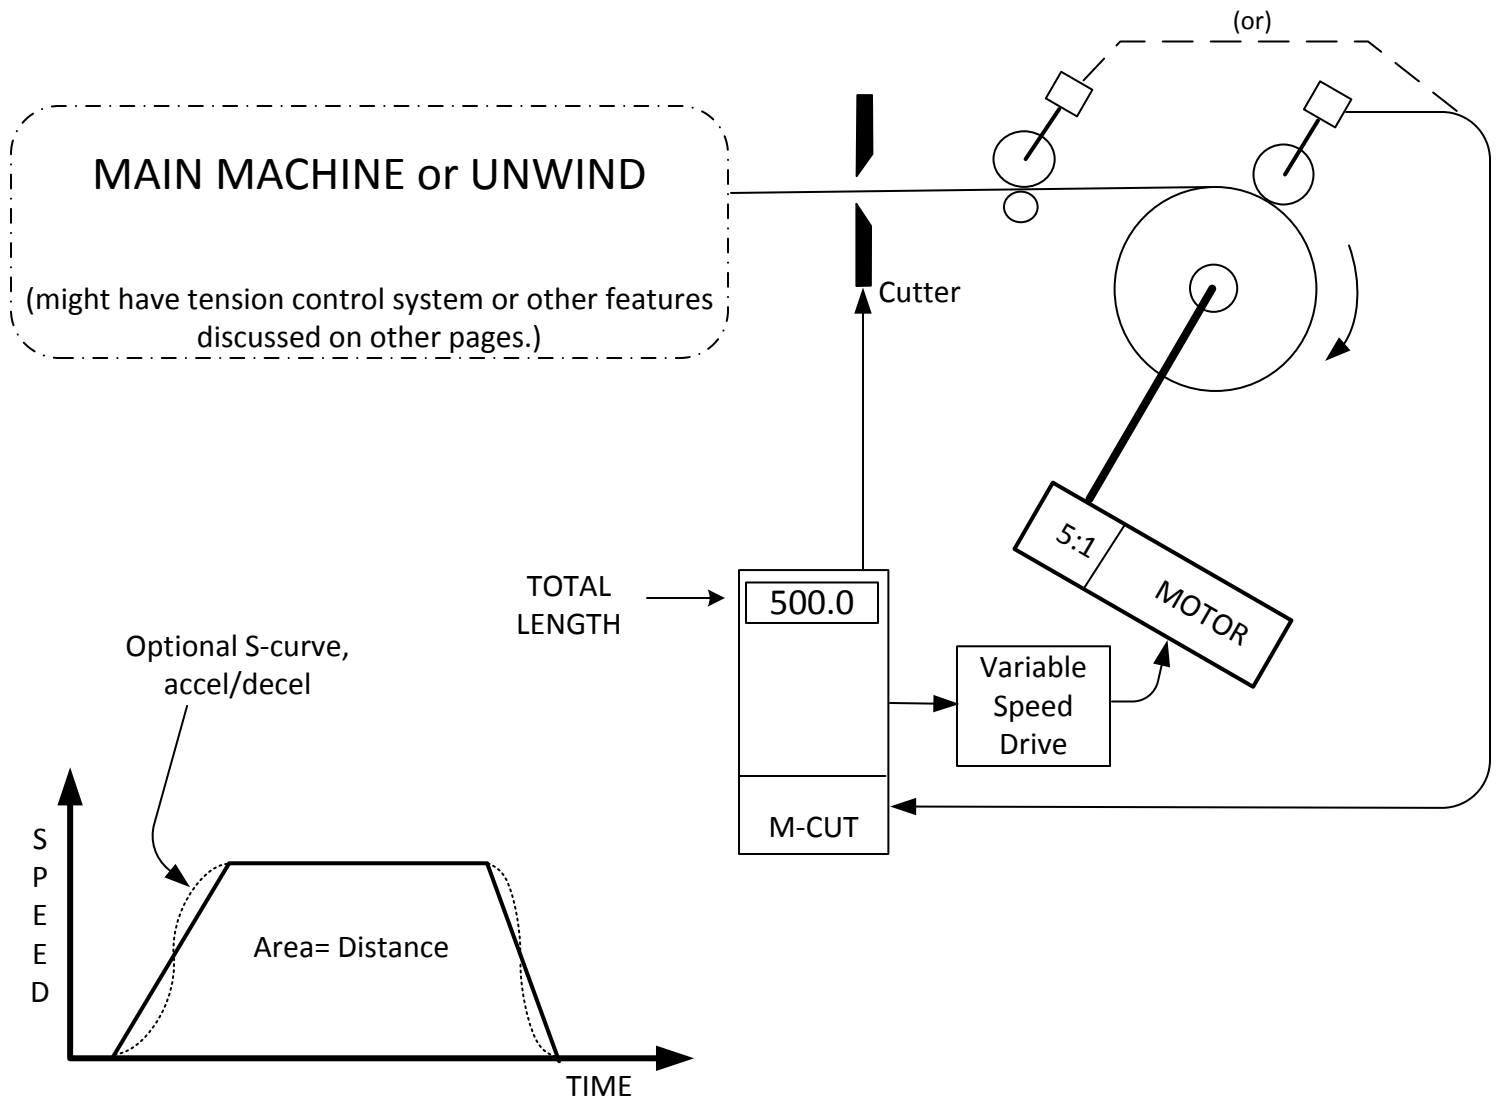 (or)
MAIN MACHINE or UNWIND
(might have tension control system or other features
discussed on other pages.)
Cutter
5:1
MOTOR
TOTAL
LENGTH
500.0
Variable
Speed
Drive
M-CUT
Optional S-curve,
accel/decel
S
P
E
E
D
Area= Distance
TIME